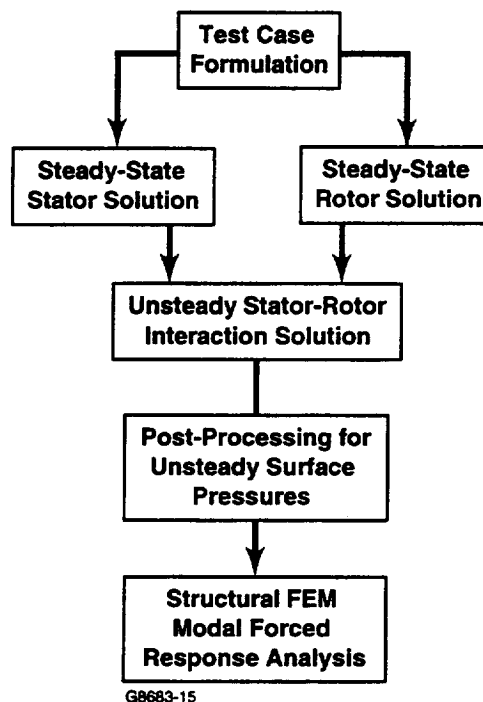 Test Case
Formulation
Steady-State
Stator Solution
Steady-State
Rotor Solution
Unsteady Stator-Rotor
Interaction Solution
Post-Processing for
Unsteady Surface
Pressures
Structural FEM
Modal Forced
Response Analysis
G8683-15